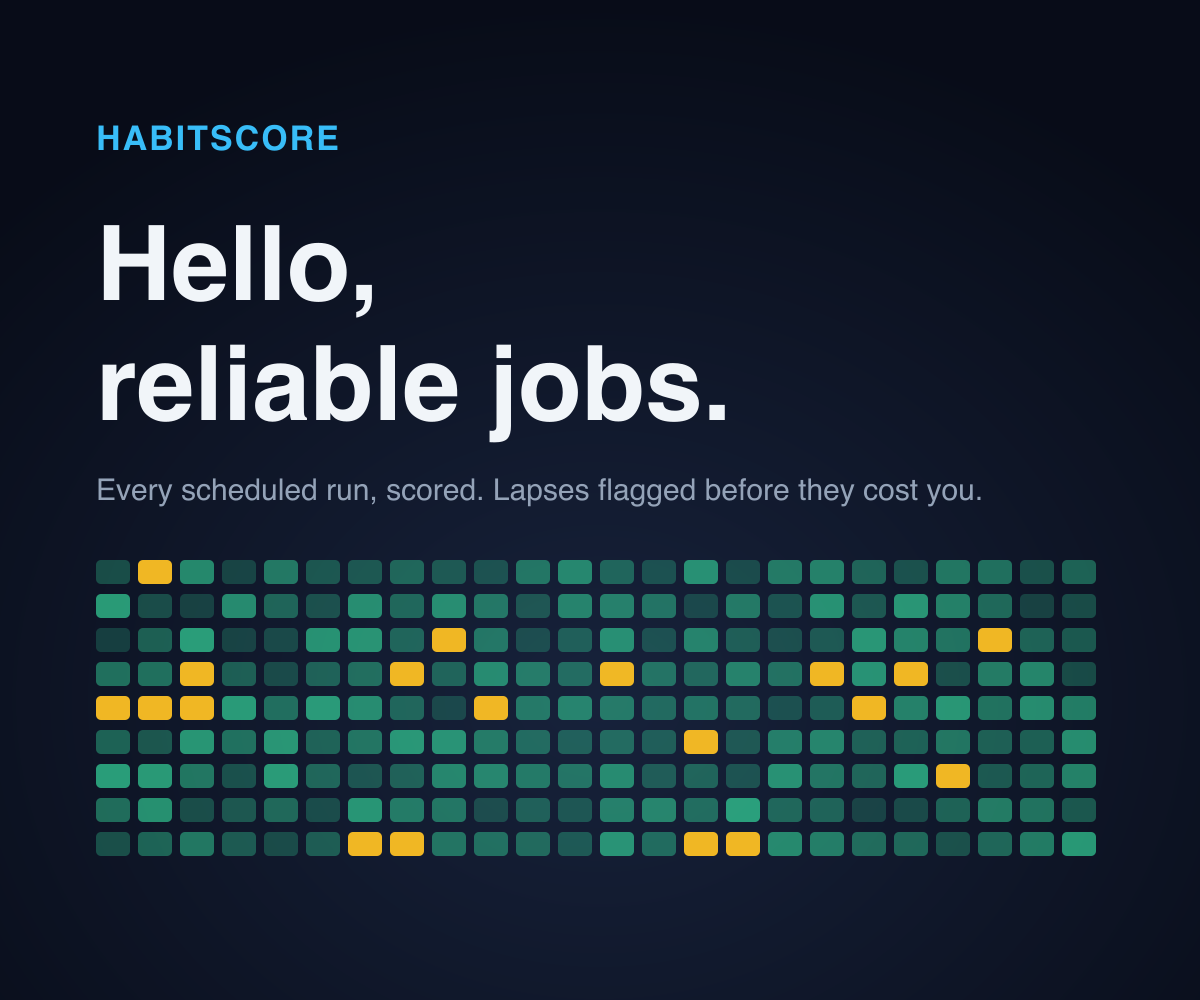 HABITSCORE
Hello,
reliable jobs.
Every scheduled run, scored. Lapses flagged before they cost you.